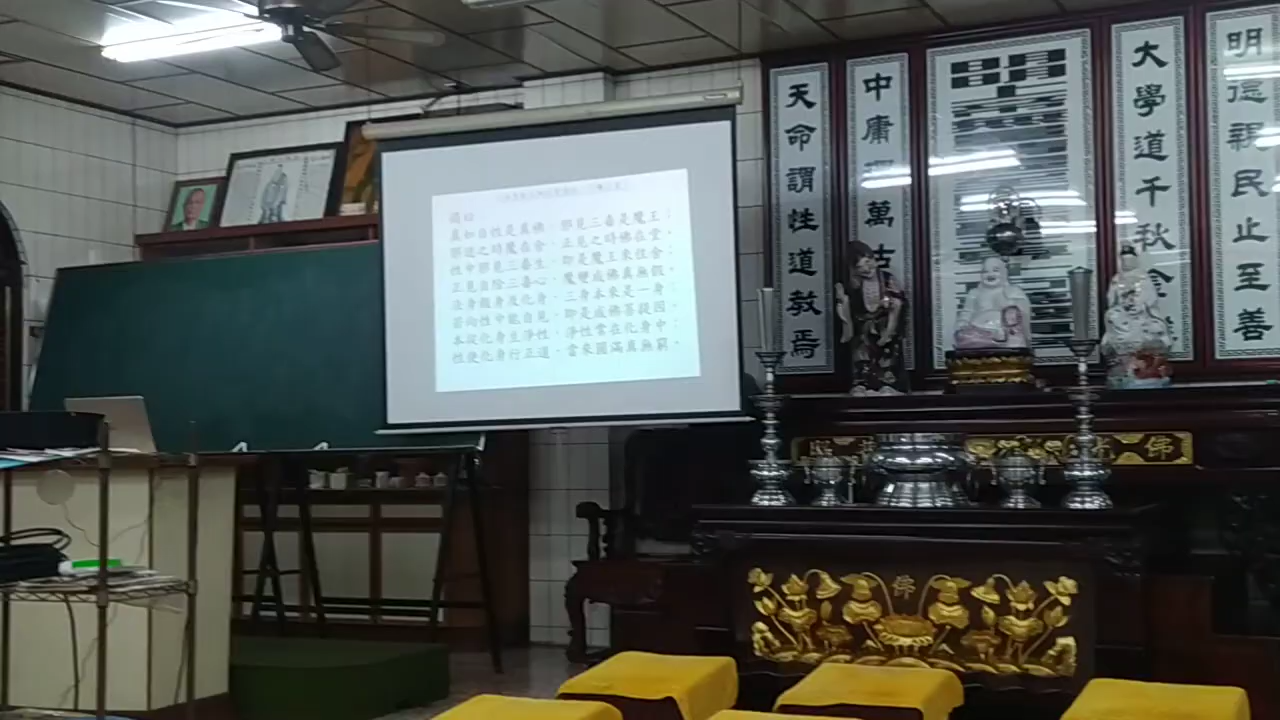 偈曰
真如自性是真佛，邪見三毒是魔王；
邪迷之時魔在舍，正見之時佛在堂。
性中邪見三毒生，即是魔王來住舍；
正見自除三毒心，魔變成佛真無假。
法身報身及化身，三身本來是一身；
若向性中能自見，即是成佛菩提因。
本從化身生淨性，淨性常在化身中；
性使化身行正道，當來圓滿真無窮。
天命謂性道教焉
中庸
萬古
大學道千秋
明德親民止至善
佛
佛